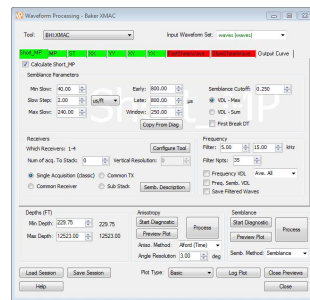 Waveform Processing - Baker XMAC
Tool: BHI:XMAC Input Waveform Set: waves (waveas)
Short_MP MP ST XX YY XY YX Output Curve
Calculate Short_MP
Semblance Parameters
Min Slow: 40.00 Early: 800.00 Semblance Cutoff: 0.250
Slow Step: 2.00 us/ft Late: 800.00 µs VDL - Max
Max Slow: 240.00 Window: 250.00 VDL - Sum
Copy From Diag First Break DT
Receivers Frequency
Which Receivers: 1-4 Configure Tool Filter: 5.00 15.00 kHz
Num of acq. To Stack: 0 Vertical Resolution: 0 Filter Npts: 35
Single Acquisition (classic) Common TX Frequency VDL Ave. All
Common Receiver Sub Stack Semb. Description Freq. Semb. VDL
Save Filtered Waves
Depths (FT) Anisotropy Semblance
Min Depth: 229.75 229.75 Start Diagnostic Process Start Diagnostic Process
Max Depth: 12523.00 12523.00 Preview Plot Preview Plot
Aniso. Method: Alford (Time) Semb. Method: Semblance
Angle Resolution 3.00 deg
Load Session Save Session Plot Type: Basic Log Plot Close Previews
Help Close